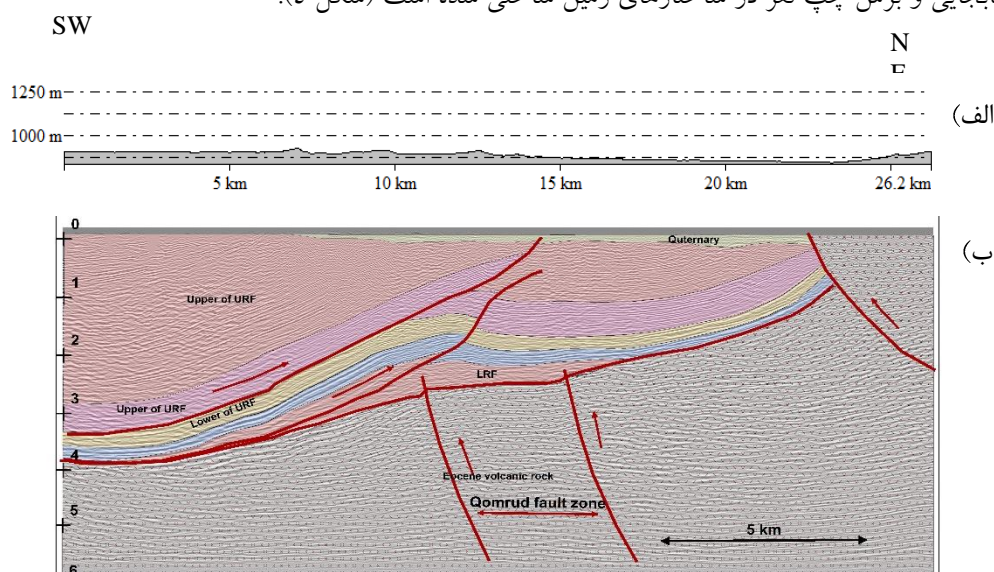 چپ
SW
N
1250 m
الف)
1000 m
5 km
10 km
15 km
20 km
26.2 km
0
Quternary
ب)
1
Upper of URF
2
LRF
3
Upper of URF
Lower of URF
4
Eocene volcanic rock
Qomrud fault zone
5
5 km
6